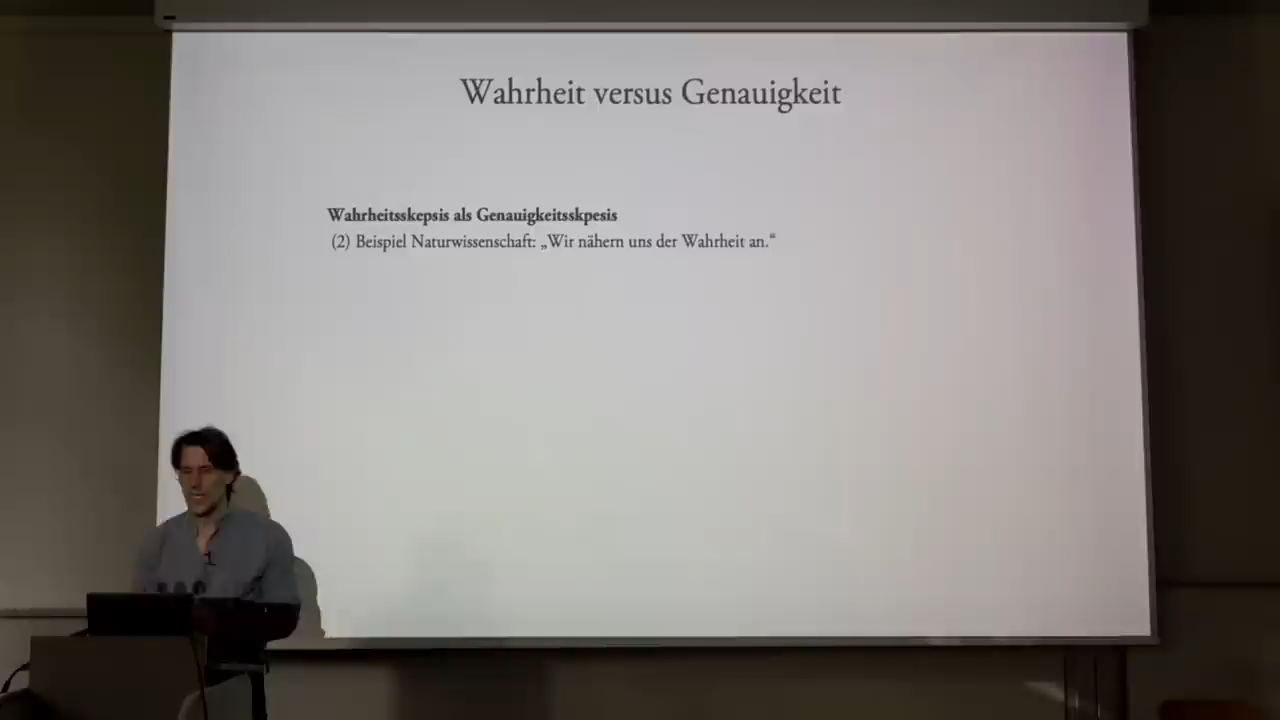 Wahrheit versus Genauigkeit
Wahrheitsskepsis als Genauigkeitsskpesis
(2) Beispiel Naturwissenschaft: „Wir nähern uns der Wahrheit an.“